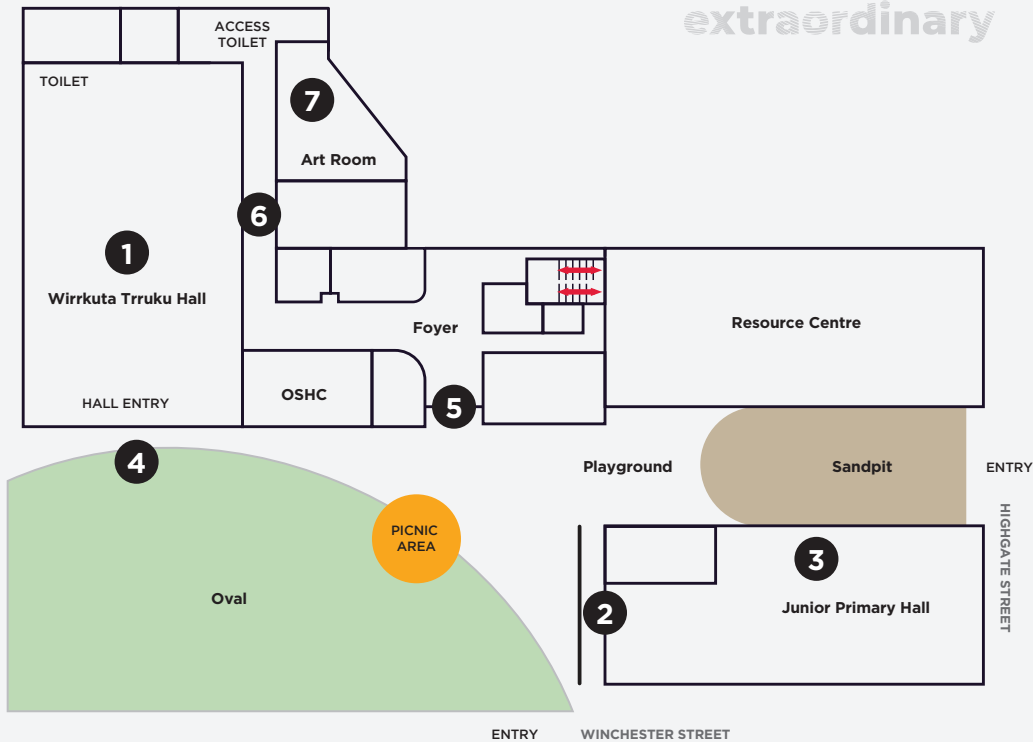 extraordinary
ACCESS
TOILET
TOILET
7
Art Room
6
1
Wirrkuta Trruku Hall
Foyer
Resource Centre
HALL ENTRY
OSHC
5
4
Playground
Sandpit
ENTRY
HIGHGATE STREET
PICNIC
AREA
Oval
3
2
Junior Primary Hall
ENTRY
WINCHESTER STREET